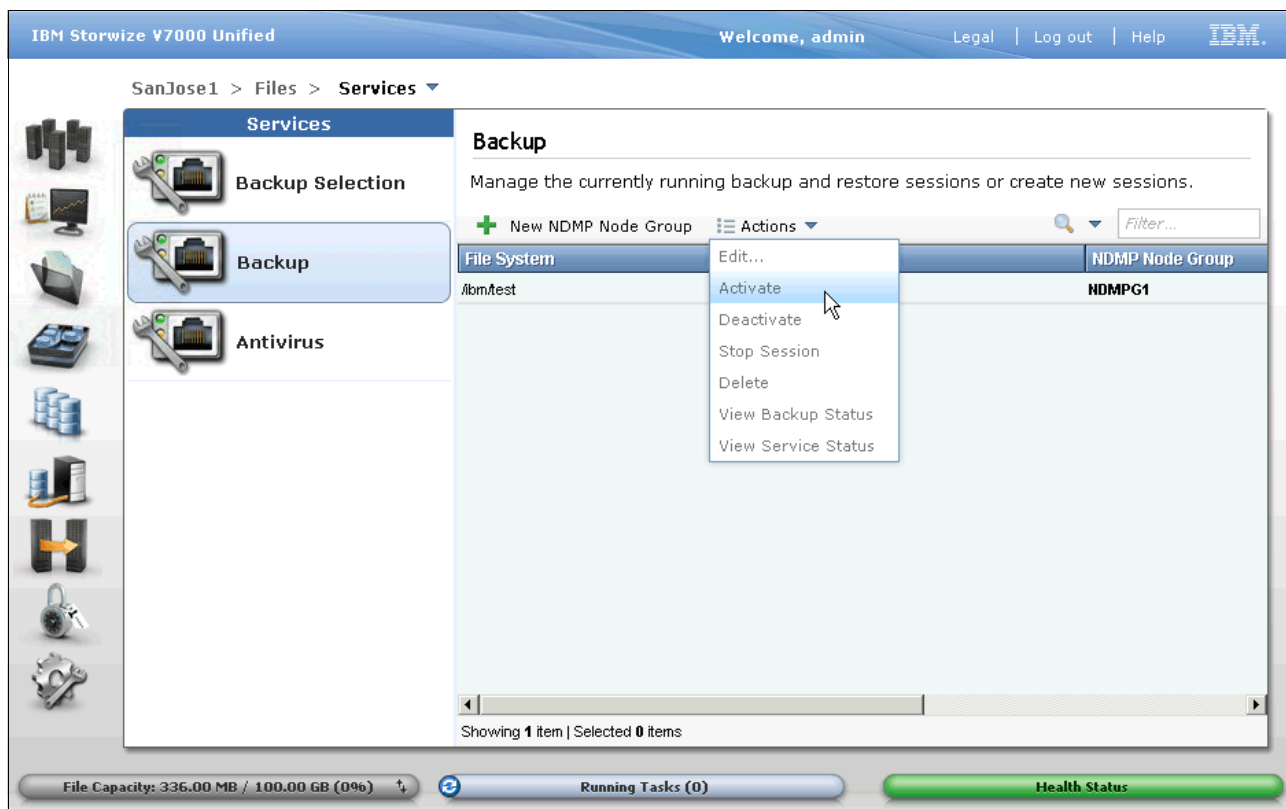 IBM Storwize V7000 Unified
Welcome, admin
Legal | Log out | Help
IBM.
SanJose1 > Files > Services
Services
Backup Selection
Backup
Antivirus
Backup
Manage the currently running backup and restore sessions or create new sessions.
New NDMP Node Group
Actions
Filter...
File System
NDMP Node Group
/ibm/test
NDMPG1
Edit...
Activate
Deactivate
Stop Session
Delete
View Backup Status
View Service Status
Showing 1 item | Selected 0 items
File Capacity: 336.00 MB / 100.00 GB (0%)
Running Tasks (0)
Health Status